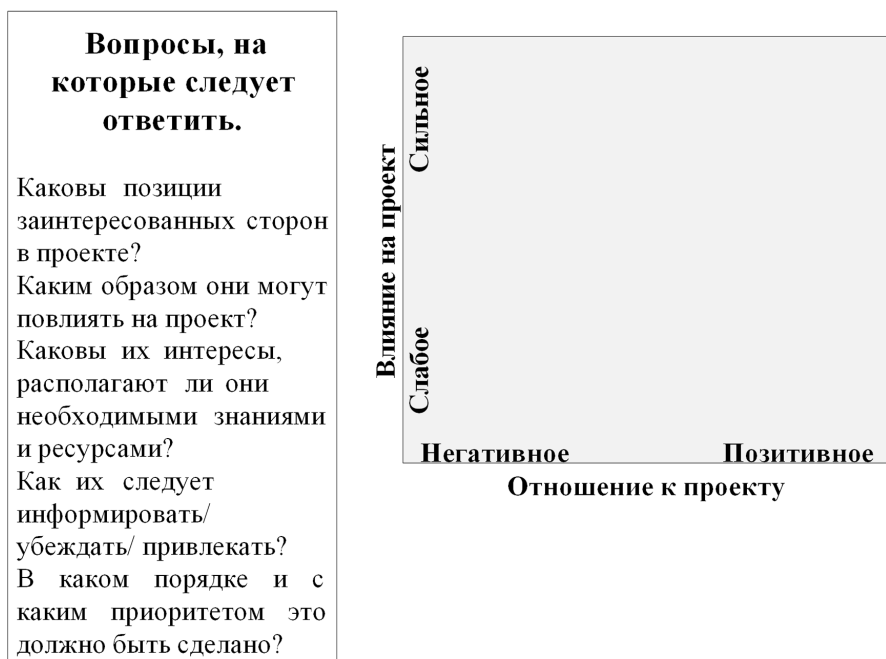 Вопросы, на
которые следует
ответить.
Каковы позиции
заинтересованных сторон
в проекте?
Каким образом они могут
повлиять на проект?
Каковы их интересы,
располагают ли они
необходимыми знаниями
и ресурсами?
Как их следует
информировать/
убеждать/ привлекать?
В каком порядке и с
каким приоритетом это
должно быть сделано?
Влияние на проект
Сильное
Слабое
Негативное Позитивное
Отношение к проекту